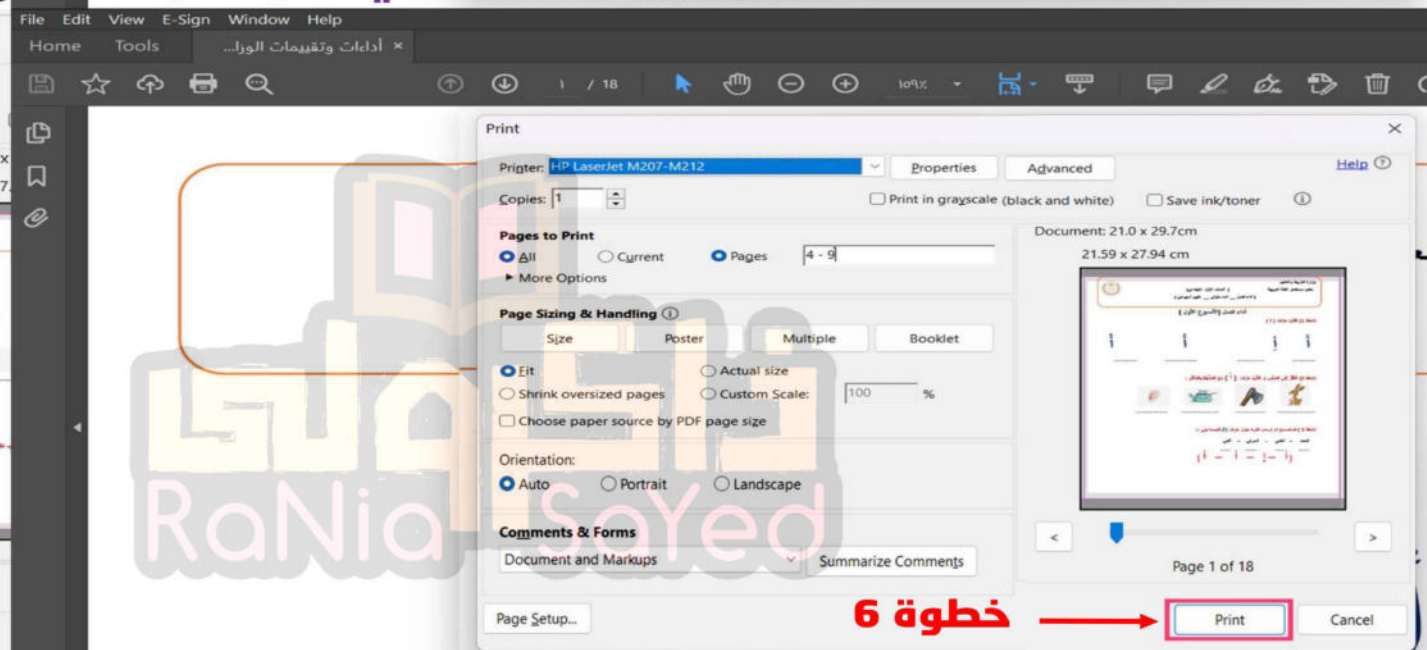 File Edit View E-Sign Window Help
Home Tools أداءات وتقييمات الوزا... ×
١ / 18 ١٠٩٪
Print
Printer: HP LaserJet M207-M212 Properties Advanced Help
Copies: 1 Print in grayscale (black and white) Save ink/toner
Pages to Print
All Current Pages 4 - 9
More Options
Page Sizing & Handling
Size Poster Multiple Booklet
Fit Actual size
Shrink oversized pages Custom Scale: 100 %
Choose paper source by PDF page size
Orientation:
Auto Portrait Landscape
Comments & Forms
Document and Markups Summarize Comments
Document: 21.0 x 29.7cm
21.59 x 27.94 cm
< >
Page 1 of 18
Page Setup... Print Cancel
خطوة 6
RaNia SaYed